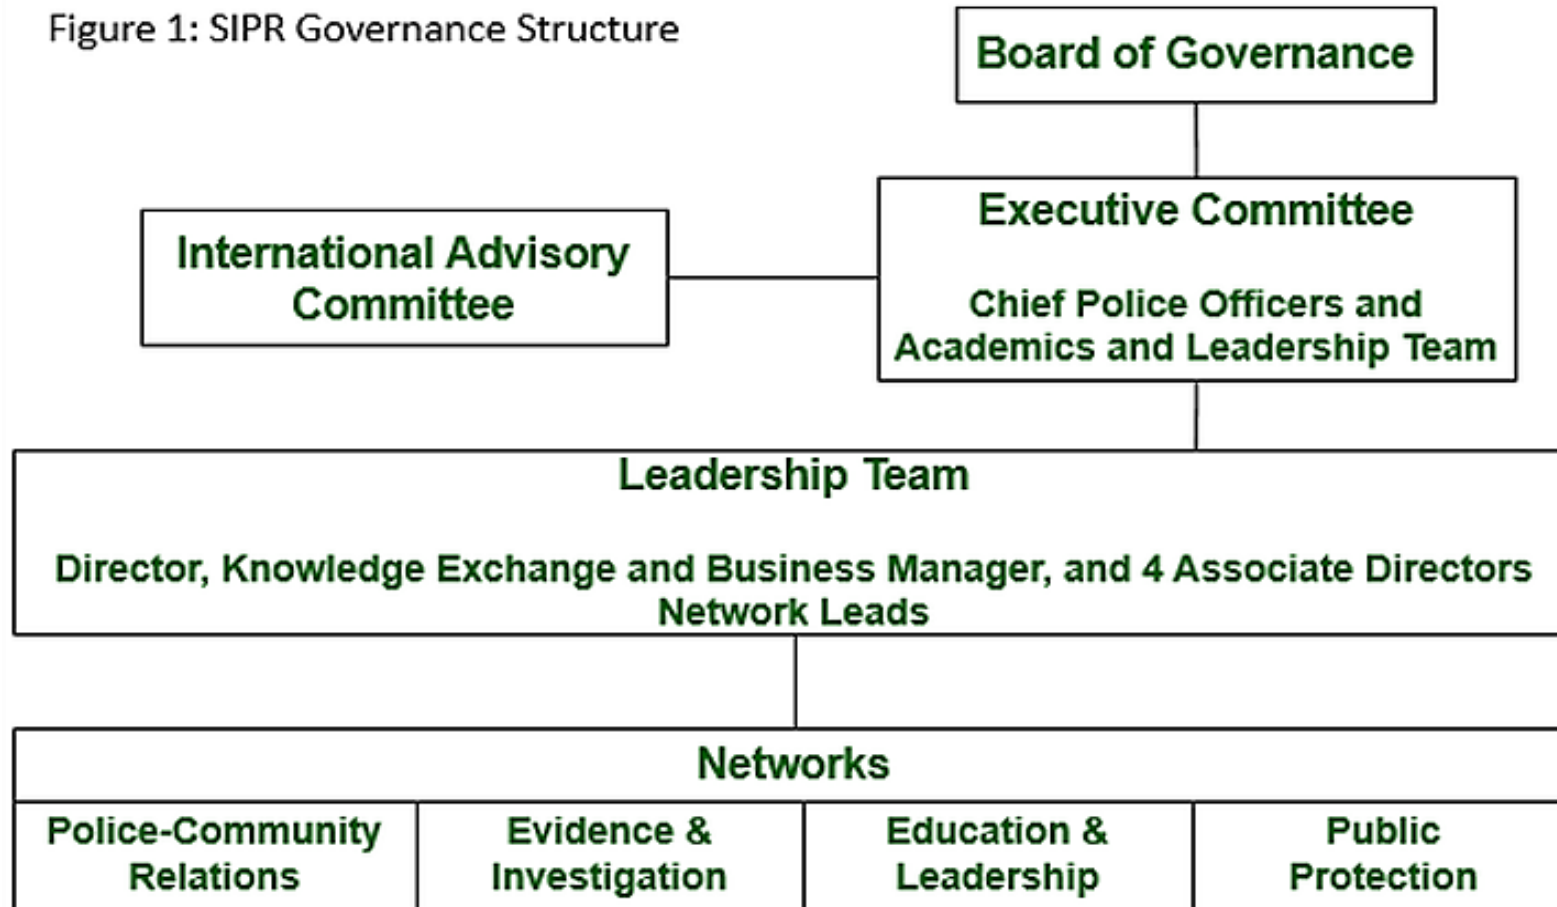 Figure 1: SIPR Governance Structure
Board of Governance
International Advisory
Committee
Executive Committee
Chief Police Officers and
Academics and Leadership Team
Leadership Team
Director, Knowledge Exchange and Business Manager, and 4 Associate Directors
Network Leads
Networks
Police-Community
Relations
Evidence &
Investigation
Education &
Leadership
Public
Protection